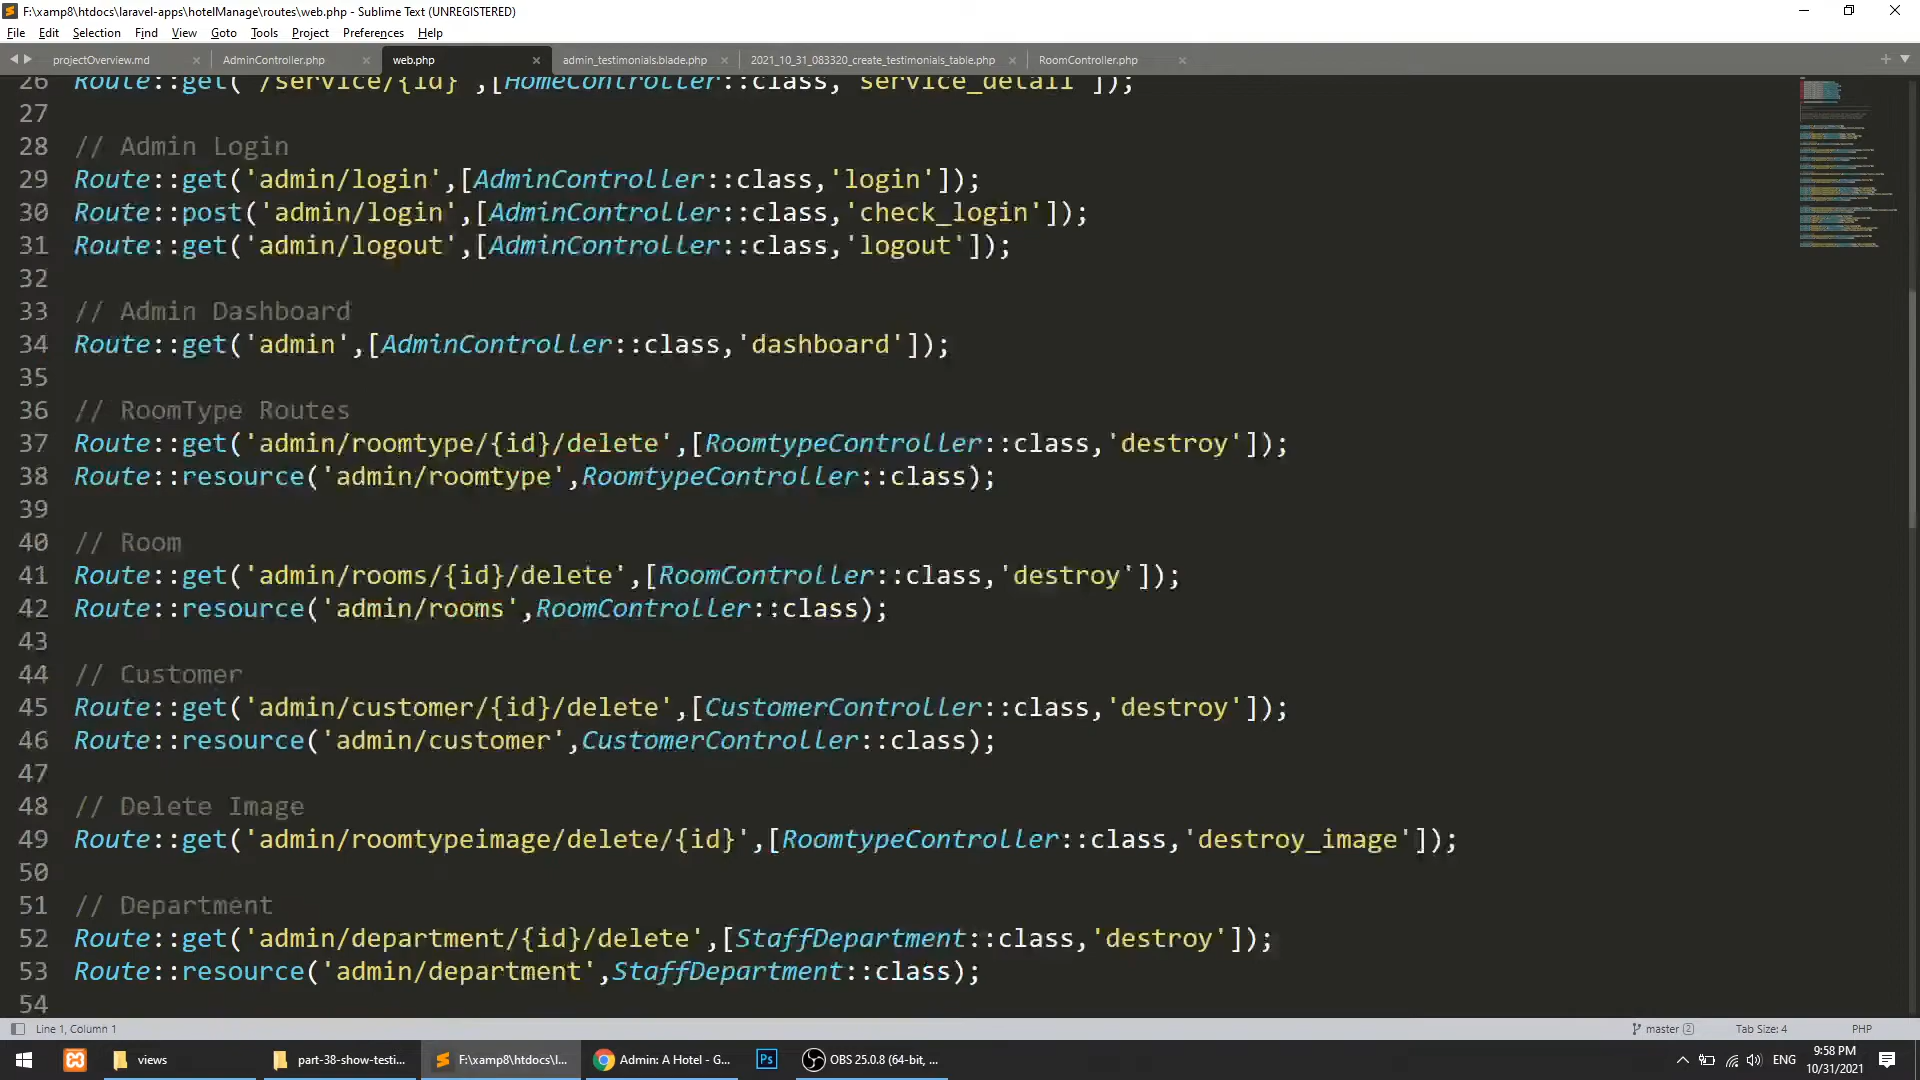 F:\xamp8\htdocs\laravel-apps\hotelManage\routes\web.php - Sublime Text (UNREGISTERED)
File Edit Selection Find View Goto Tools Project Preferences Help
projectOverview.md AdminController.php web.php admin_testimonials.blade.php 2021_10_31_083320_create_testimonials_table.php RoomController.php
26 Route::get('/service/{id}',[HomeController::class,'service_detail']);
27
28 // Admin Login
29 Route::get('admin/login',[AdminController::class,'login']);
30 Route::post('admin/login',[AdminController::class,'check_login']);
31 Route::get('admin/logout',[AdminController::class,'logout']);
32
33 // Admin Dashboard
34 Route::get('admin',[AdminController::class,'dashboard']);
35
36 // RoomType Routes
37 Route::get('admin/roomtype/{id}/delete',[RoomtypeController::class,'destroy']);
38 Route::resource('admin/roomtype',RoomtypeController::class);
39
40 // Room
41 Route::get('admin/rooms/{id}/delete',[RoomController::class,'destroy']);
42 Route::resource('admin/rooms',RoomController::class);
43
44 // Customer
45 Route::get('admin/customer/{id}/delete',[CustomerController::class,'destroy']);
46 Route::resource('admin/customer',CustomerController::class);
47
48 // Delete Image
49 Route::get('admin/roomtypeimage/delete/{id}',[RoomtypeController::class,'destroy_image']);
50
51 // Department
52 Route::get('admin/department/{id}/delete',[StaffDepartment::class,'destroy']);
53 Route::resource('admin/department',StaffDepartment::class);
54
Line 1, Column 1 master 2 Tab Size: 4 PHP
views part-38-show-testi... F:\xamp8\htdocs\l... Admin: A Hotel - G... Ps OBS 25.0.8 (64-bit, ... ENG 9:58 PM
10/31/2021